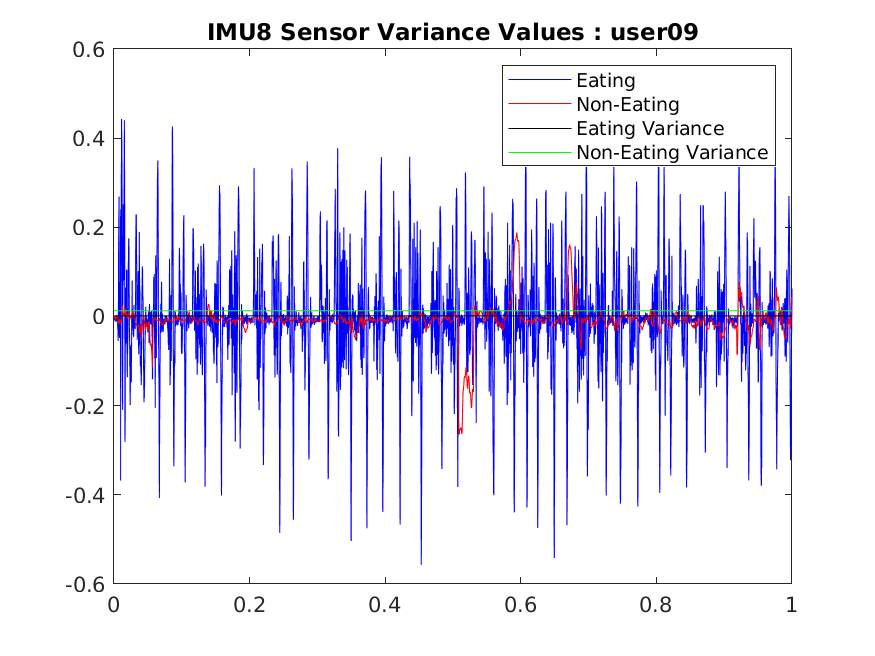 IMU8 Sensor Variance Values : user09
0.6
Eating
Non-Eating
Eating Variance
Non-Eating Variance
0.4
0.2
0
-0.2
-0.4
-0.6
0 0.2 0.4 0.6 0.8 1